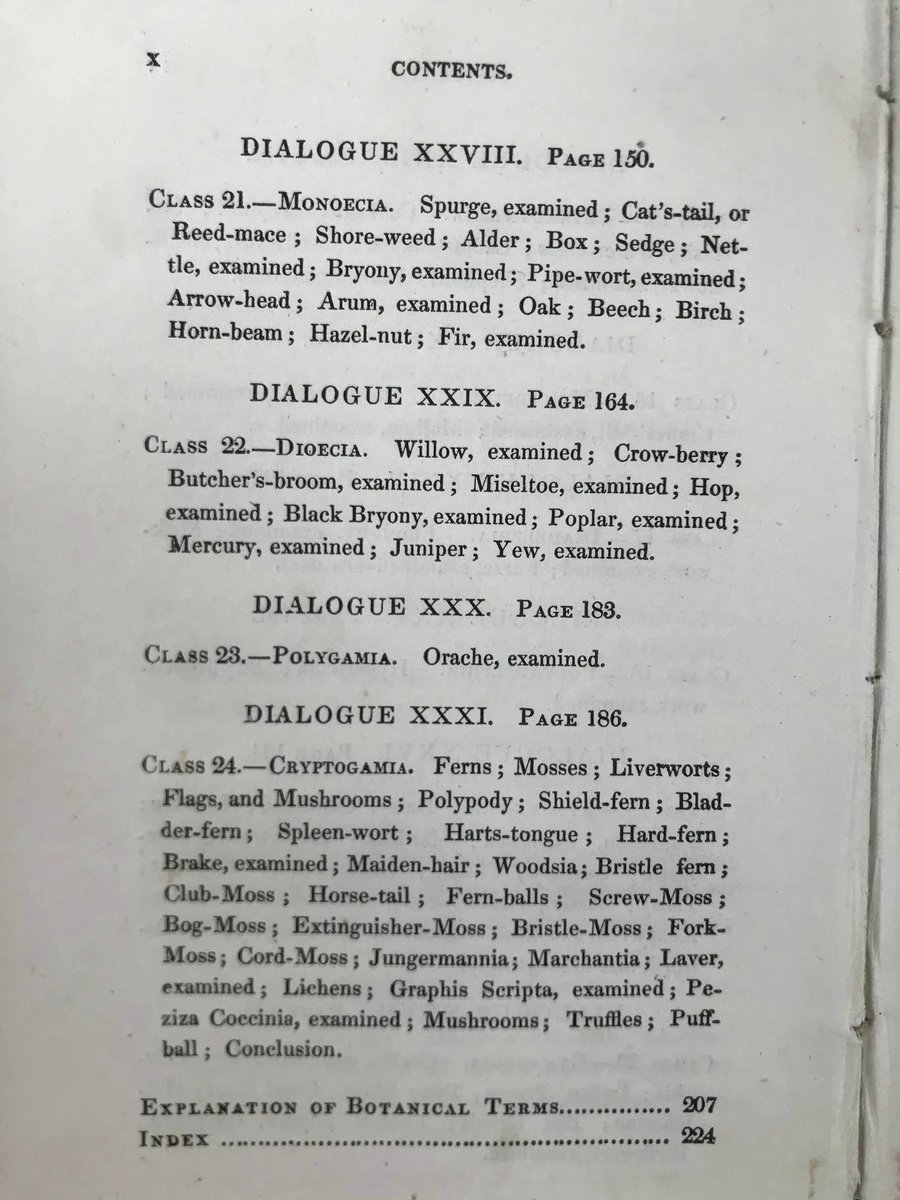 x
CONTENTS.
DIALOGUE XXVIII. PAGE 150.
CLASS 21.—MONOECIA. Spurge, examined; Cat's-tail, or
Reed-mace; Shore-weed; Alder; Box; Sedge; Net-
tle, examined; Bryony, examined; Pipe-wort, examined;
Arrow-head; Arum, examined; Oak; Beech; Birch;
Horn-beam; Hazel-nut; Fir, examined.
DIALOGUE XXIX. PAGE 164.
CLASS 22.—DIOECIA. Willow, examined; Crow-berry;
Butcher's-broom, examined; Miseltoe, examined; Hop,
examined; Black Bryony, examined; Poplar, examined;
Mercury, examined; Juniper; Yew, examined.
DIALOGUE XXX. PAGE 183.
CLASS 23.—POLYGAMIA. Orache, examined.
DIALOGUE XXXI. PAGE 186.
CLASS 24.—CRYPTOGAMIA. Ferns; Mosses; Liverworts;
Flags, and Mushrooms; Polypody; Shield-fern; Blad-
der-fern; Spleen-wort; Harts-tongue; Hard-fern;
Brake, examined; Maiden-hair; Woodsia; Bristle fern;
Club-Moss; Horse-tail; Fern-balls; Screw-Moss;
Bog-Moss; Extinguisher-Moss; Bristle-Moss; Fork-
Moss; Cord-Moss; Jungermannia; Marchantia; Laver,
examined; Lichens; Graphis Scripta, examined; Pe-
ziza Coccinia, examined; Mushrooms; Truffles; Puff-
ball; Conclusion.
EXPLANATION OF BOTANICAL TERMS............... 207
INDEX ............................................................ 224